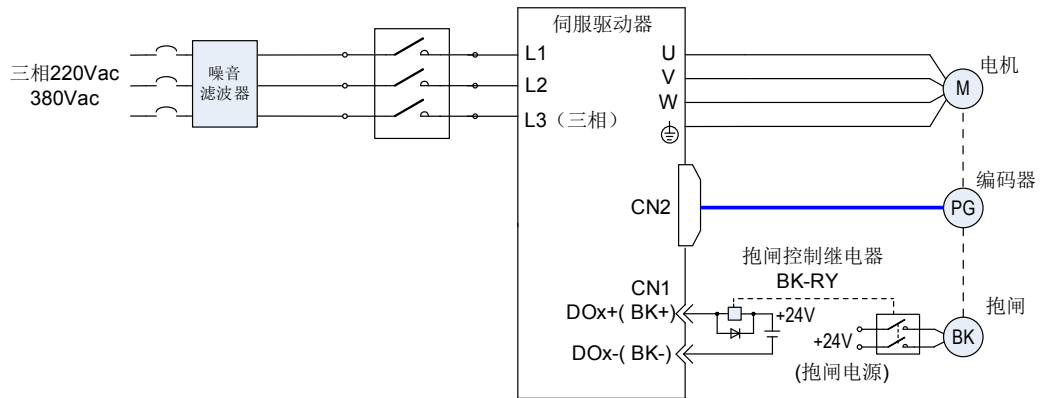 伺服驱动器
三相220Vac
380Vac
噪音
滤波器
L1
L2
L3（三相）
U
V
W
电机
M
CN2
编码器
PG
抱闸控制继电器
BK-RY
CN1
DOx+( BK+)
+24V
DOx-( BK-)
+24V
(抱闸电源)
抱闸
BK